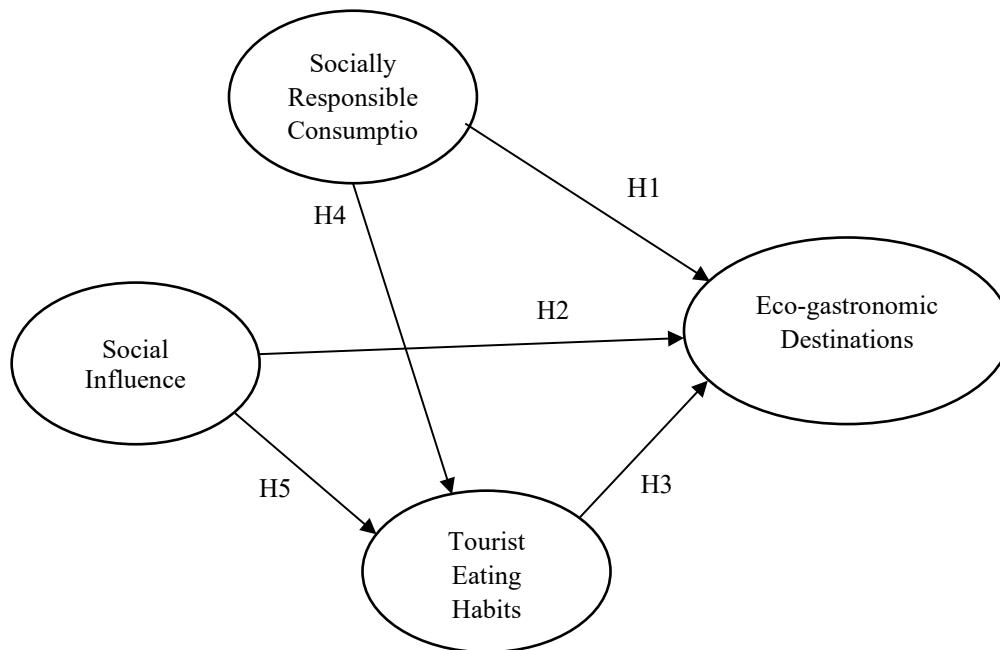 Socially
Responsible
Consumptio
H1
H4
Eco-gastronomic
Destinations
H2
Social
Influence
H5
H3
Tourist
Eating
Habits